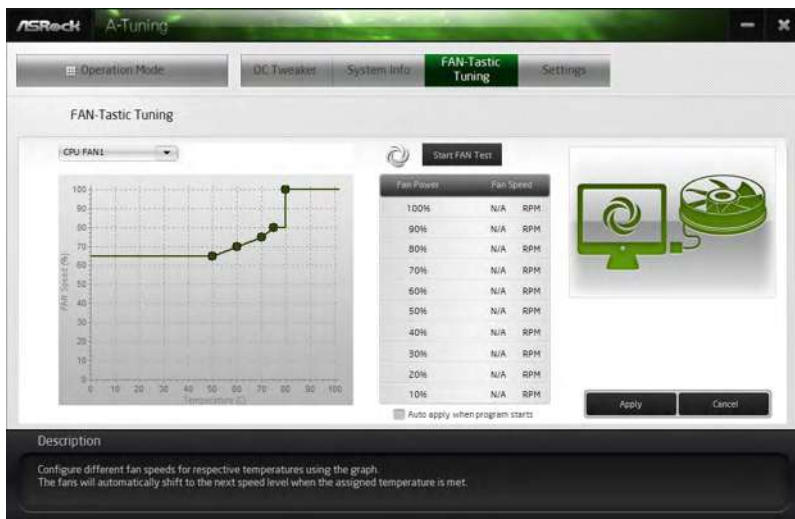 ASRock A-Tuning
Operation Mode
OC Tweaker
System Info
FAN-Tastic
Tuning
Settings
FAN-Tastic Tuning
CPU FAN1
FAN Speed (%)
100
90
80
70
60
50
40
30
20
10
0
10 20 30 40 50 60 70 80 90 100
Temperature (C)
Start FAN Test
Fan Power Fan Speed
100% N/A RPM
90% N/A RPM
80% N/A RPM
70% N/A RPM
60% N/A RPM
50% N/A RPM
40% N/A RPM
30% N/A RPM
20% N/A RPM
10% N/A RPM
Auto apply when program starts
Apply
Cancel
Description
Configure different fan speeds for respective temperatures using the graph.
The fans will automatically shift to the next speed level when the assigned temperature is met.